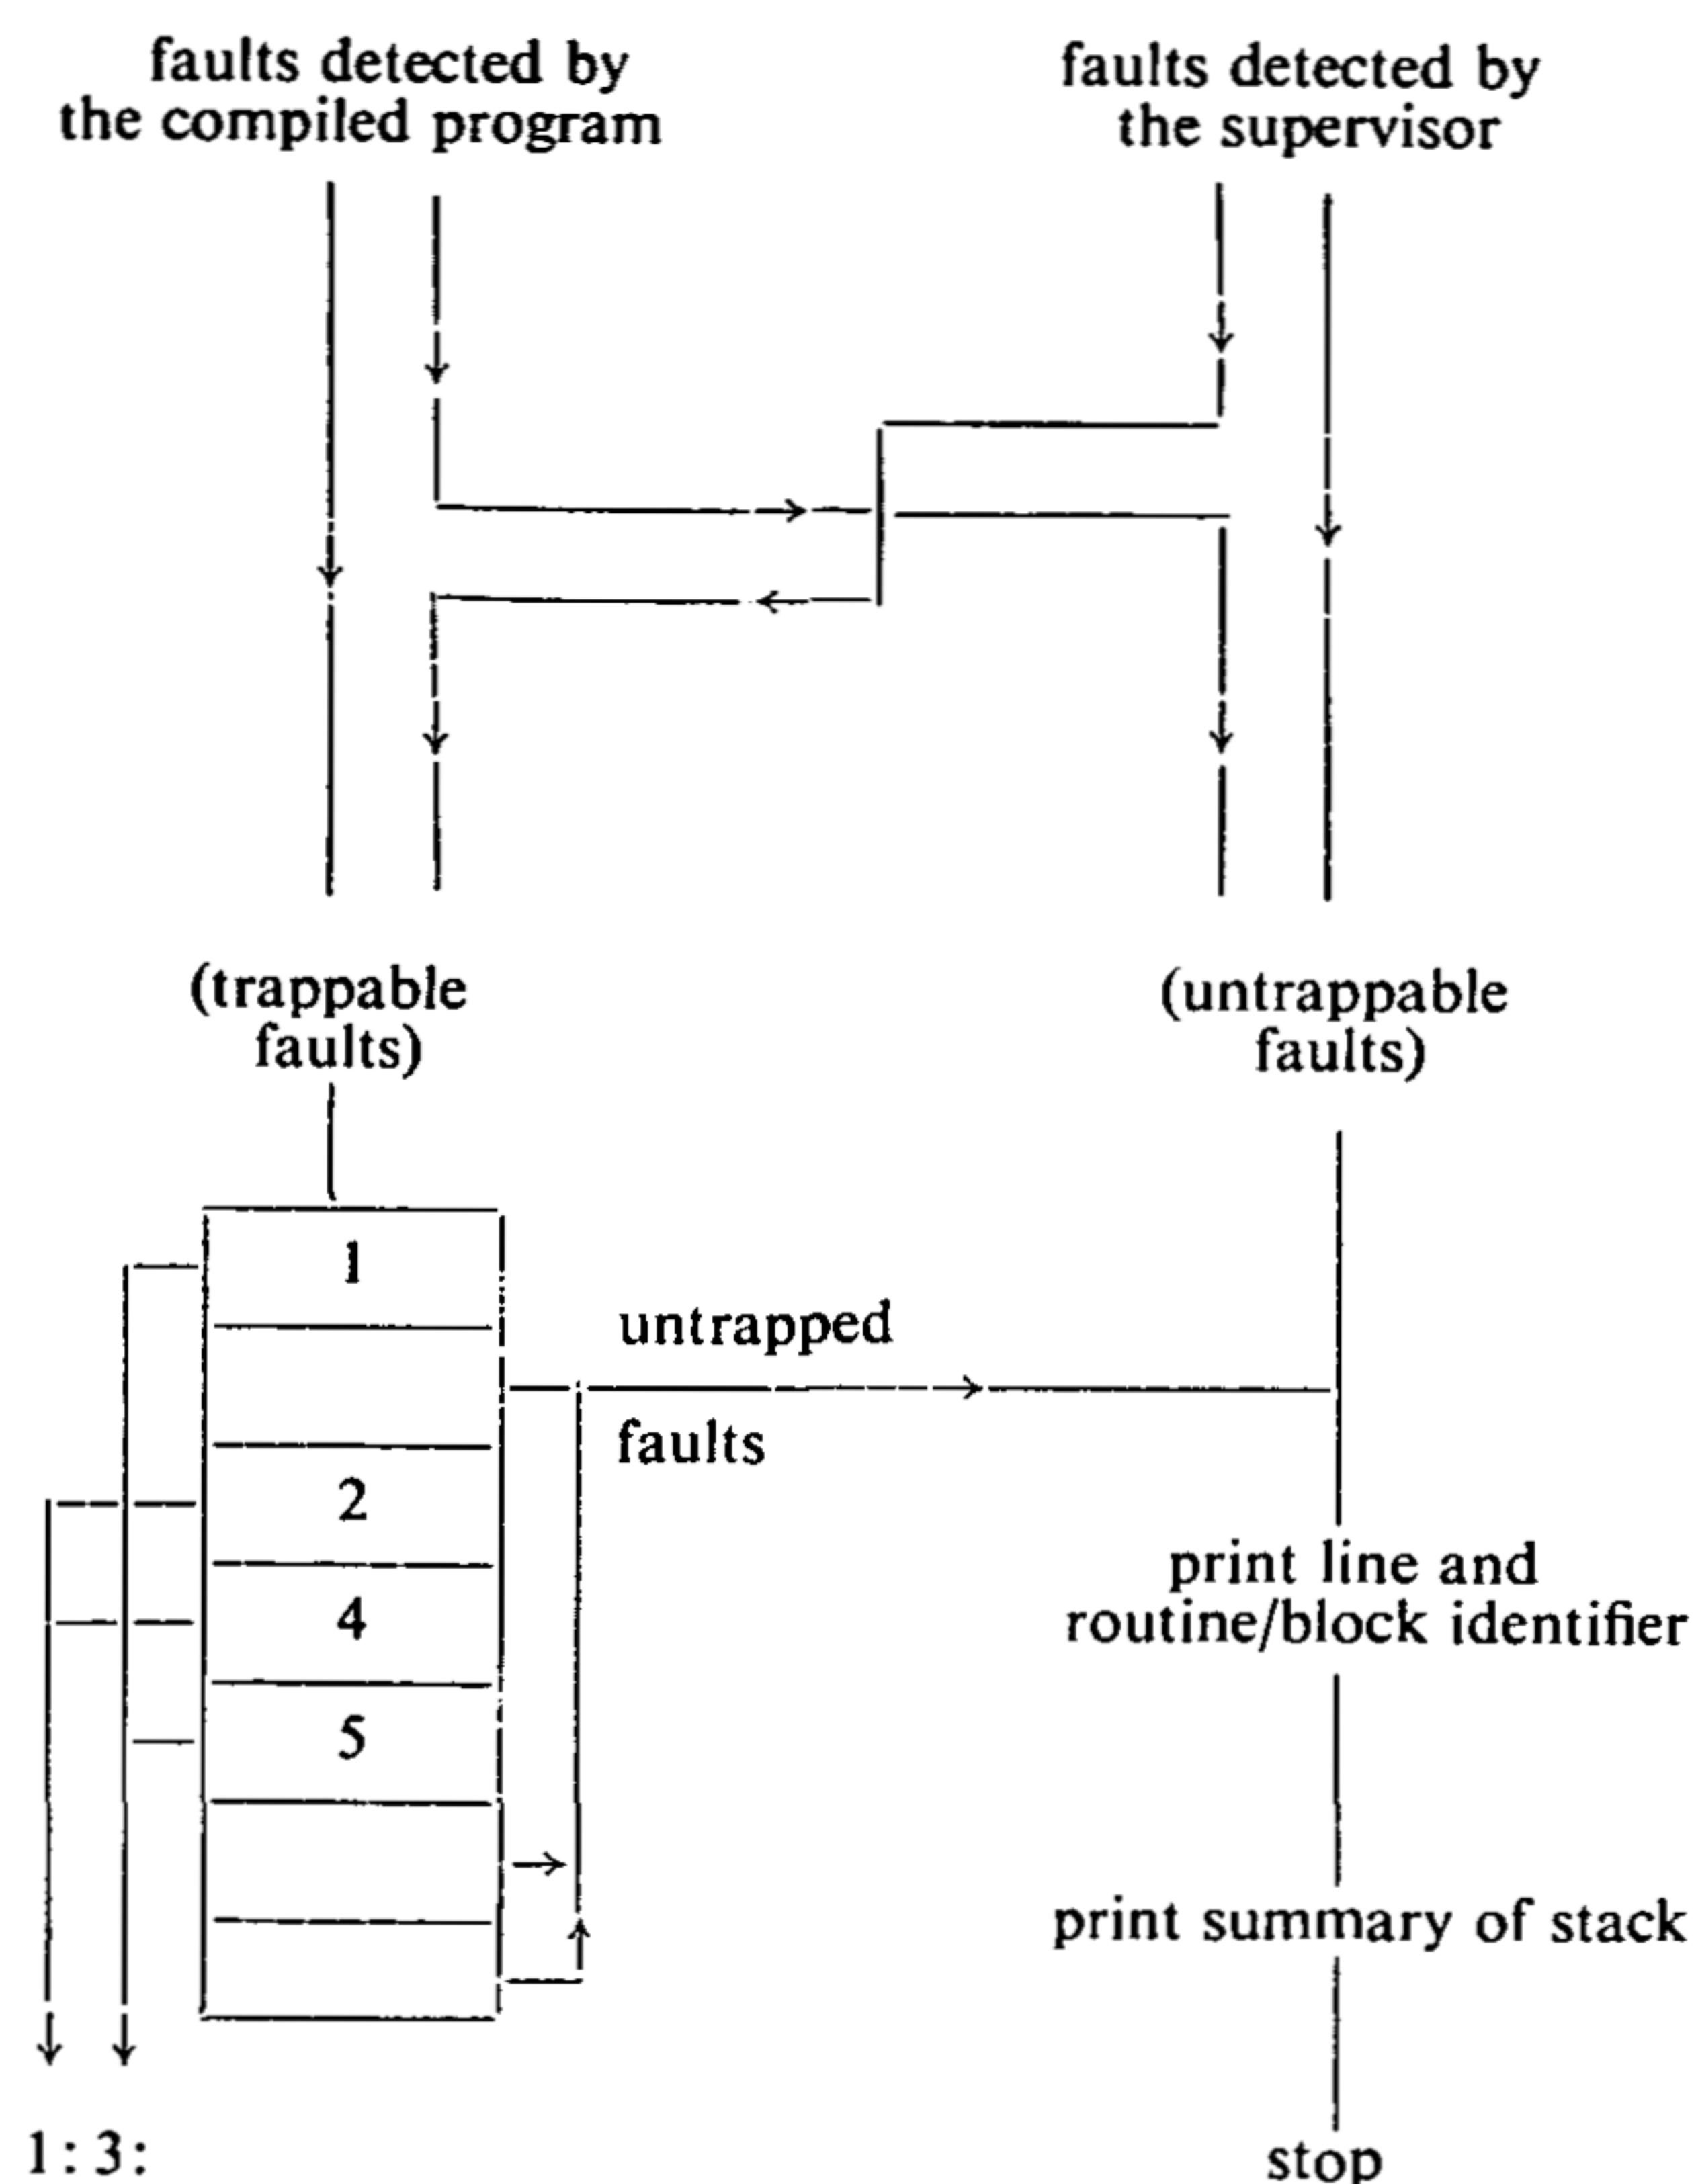 faults detected by
the compiled program
faults detected by
the supervisor
(trappable
faults)
(untrappable
faults)
1
untrapped
faults
2
4
5
print line and
routine/block identifier
print summary of stack
1: 3:
stop